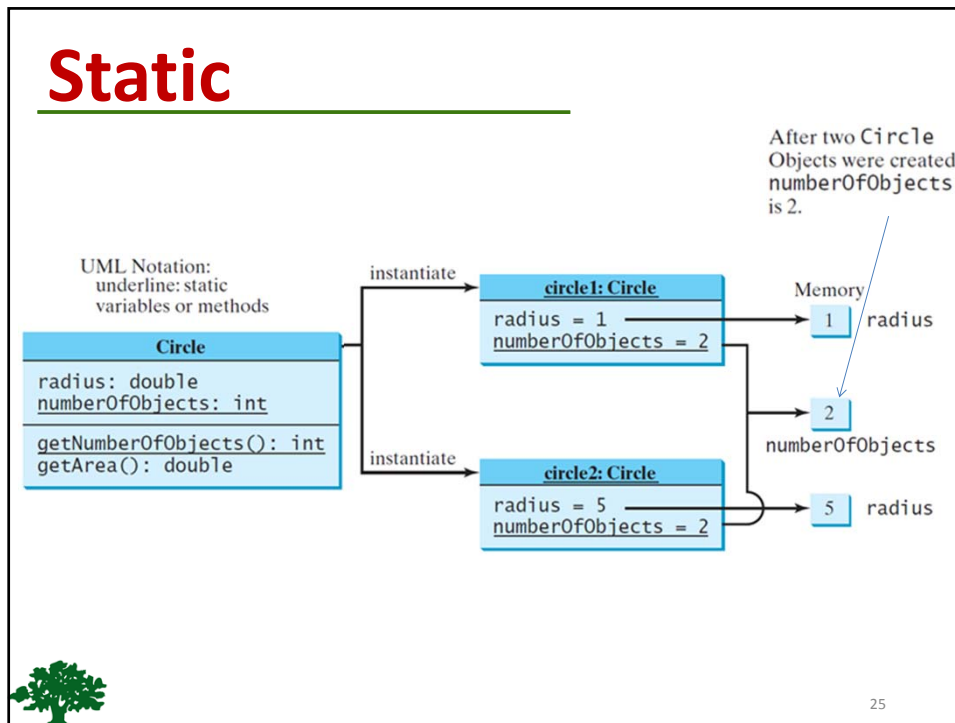 Static
After two Circle
Objects were created
numberOfObjects
is 2.
UML Notation:
underline: static
variables or methods
Circle
radius: double
numberOfObjects: int
getNumberOfObjects(): int
getArea(): double
instantiate
circle1: Circle
radius = 1
numberOfObjects = 2
instantiate
circle2: Circle
radius = 5
numberOfObjects = 2
Memory
1 radius
2
numberOfObjects
5 radius
25